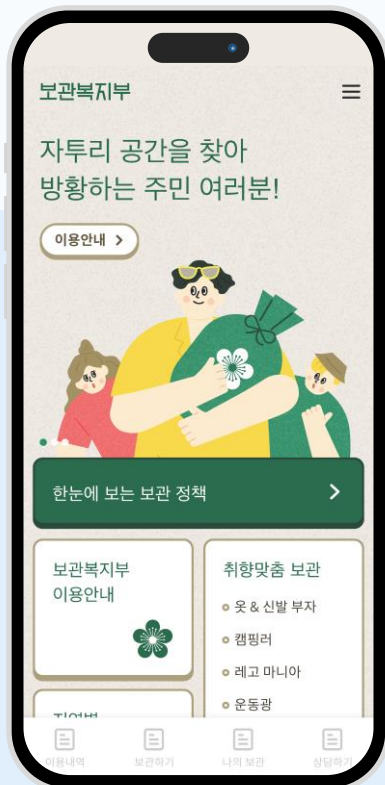 보관복지부
자투리 공간을 찾아
방황하는 주민 여러분!
이용안내
한눈에 보는 보관 정책
보관복지부
이용안내
취향맞춤 보관
옷 & 신발 부자
캠핑러
레고 마니아
운동광
이용내역
보관하기
나의 보관
상담하기